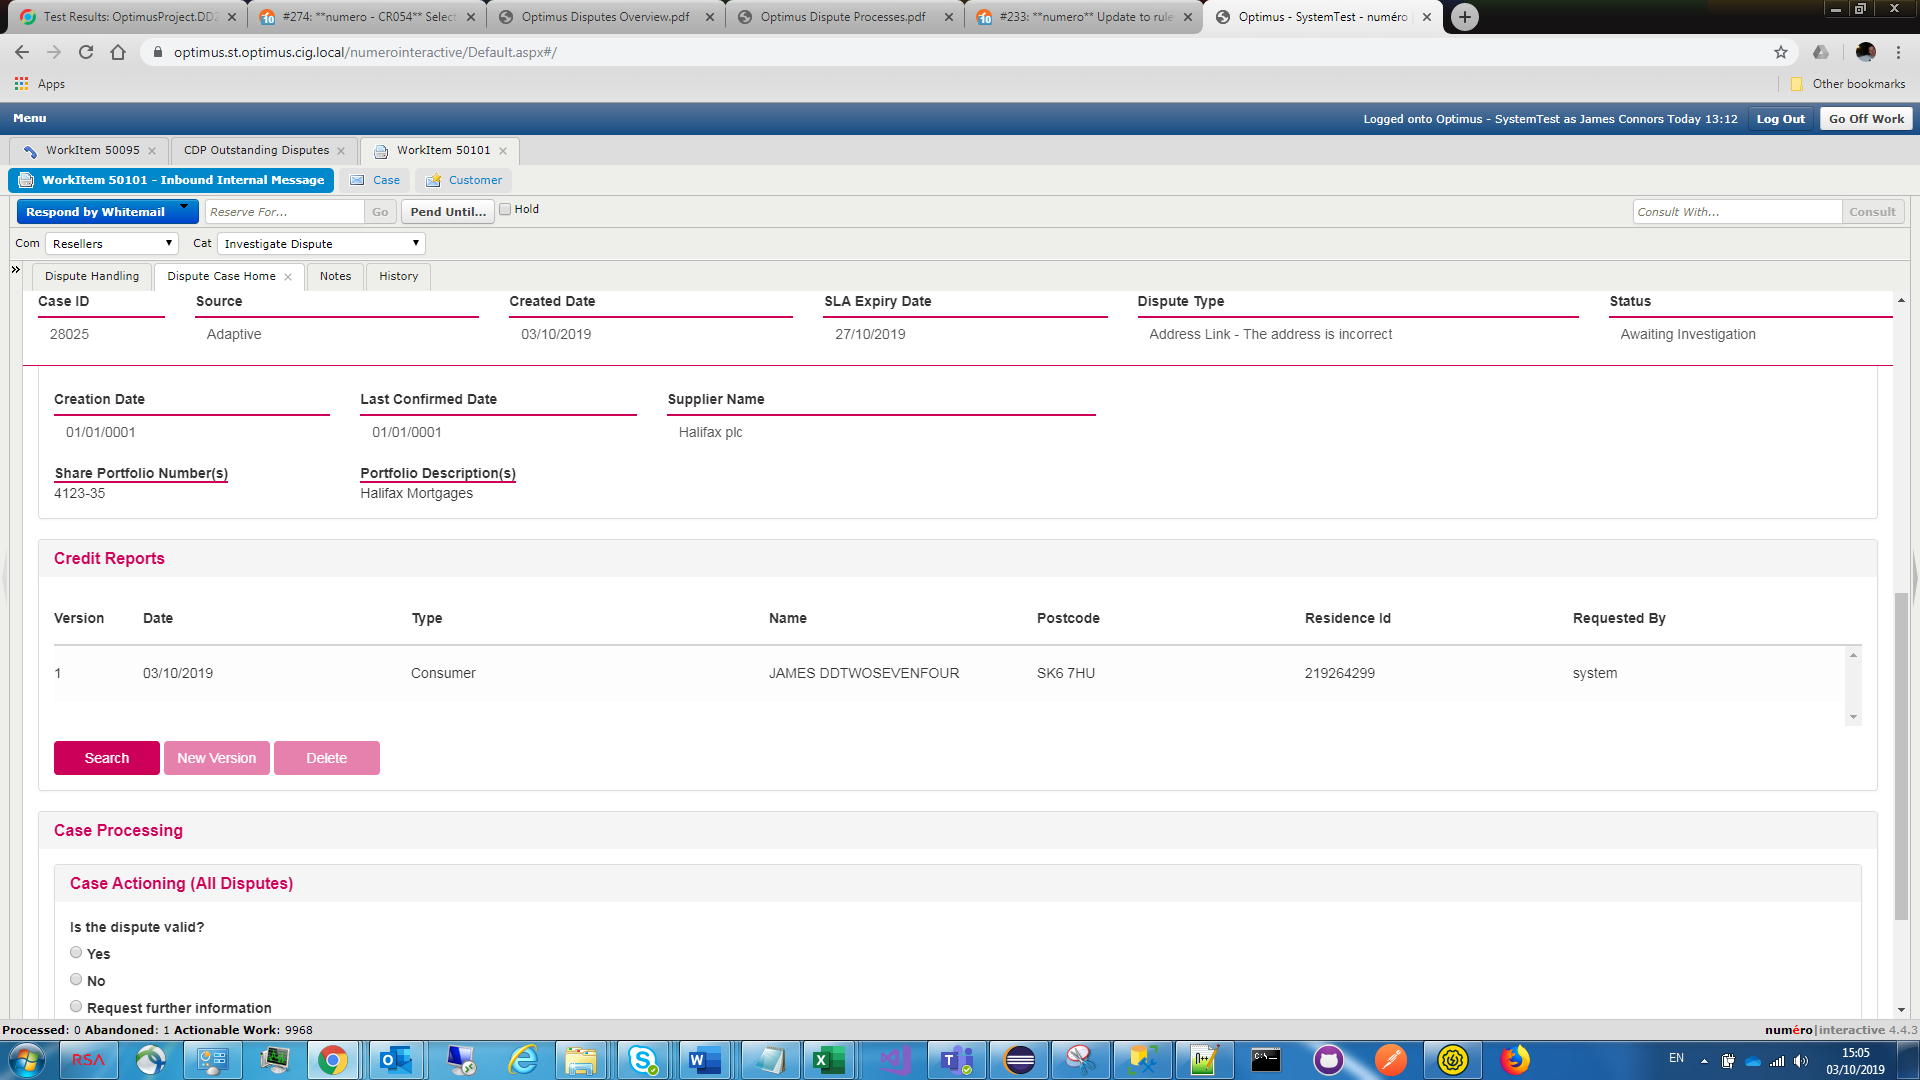 Test Results: OptimusProject.DD2
#274: **numero - CR054** Select
Optimus Disputes Overview.pdf
Optimus Dispute Processes.pdf
#233: **numero** Update to rule
Optimus - SystemTest - numéro
optimus.st.optimus.cig.local/numerointeractive/Default.aspx#/
Apps
Other bookmarks
Menu
Logged onto Optimus - SystemTest as James Connors Today 13:12
Log Out
Go Off Work
WorkItem 50095
CDP Outstanding Disputes
WorkItem 50101
WorkItem 50101 - Inbound Internal Message
Case
Customer
Respond by Whitemail
Reserve For...
Go
Pend Until...
Hold
Consult With...
Consult
Com
Resellers
Cat
Investigate Dispute
»
Dispute Handling
Dispute Case Home
Notes
History
Case ID
Source
Created Date
SLA Expiry Date
Dispute Type
Status
28025
Adaptive
03/10/2019
27/10/2019
Address Link - The address is incorrect
Awaiting Investigation
Creation Date
Last Confirmed Date
Supplier Name
01/01/0001
01/01/0001
Halifax plc
Share Portfolio Number(s)
Portfolio Description(s)
4123-35
Halifax Mortgages
Credit Reports
Version
Date
Type
Name
Postcode
Residence Id
Requested By
1
03/10/2019
Consumer
JAMES DDTWOSEVENFOUR
SK6 7HU
219264299
system
Search
New Version
Delete
Case Processing
Case Actioning (All Disputes)
Is the dispute valid?
Yes
No
Request further information
Processed: 0 Abandoned: 1 Actionable Work: 9968
numéro|interactive 4.4.3
RSA
EN
15:05
03/10/2019